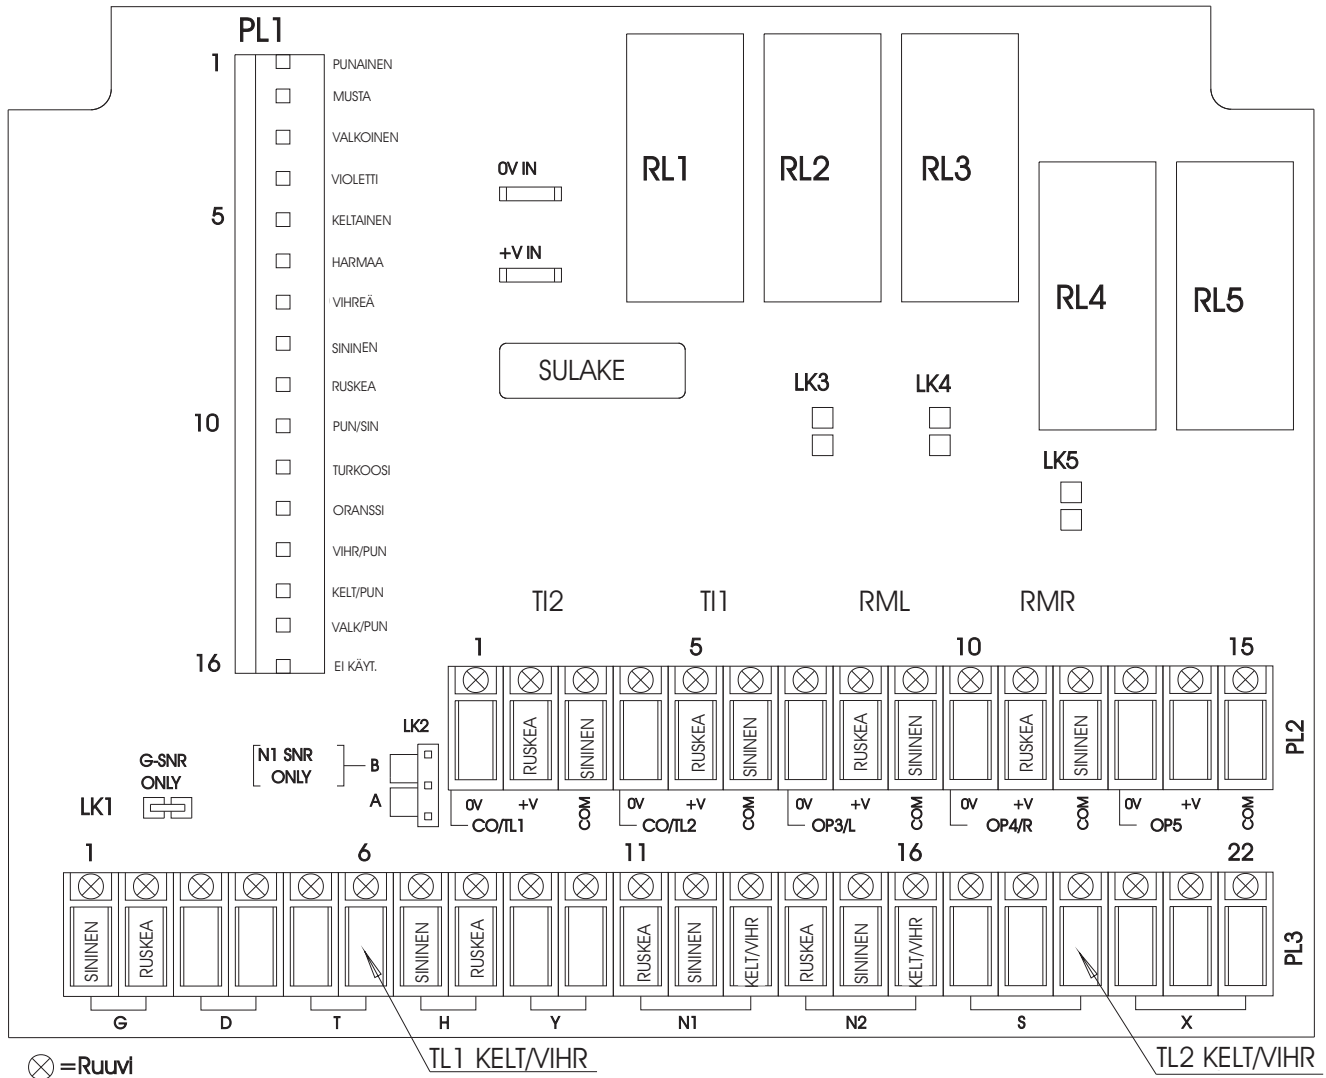 PL1
1
PUNAINEN
MUSTA
VALKOINEN
VIOLETTI
5
KELTAINEN
HARMAA
VIHREÄ
SININEN
RUSKEA
10
PUN/SIN
TURKOOSI
ORANSSI
VIHR/PUN
KELT/PUN
VALK/PUN
16
EI KÄYT.
0V IN
+V IN
SULAKE
RL1
RL2
RL3
RL4
RL5
LK3
LK4
LK5
TI2
TI1
RML
RMR
1
5
10
15
RUSKEA
SININEN
RUSKEA
SININEN
RUSKEA
SININEN
RUSKEA
SININEN
PL2
0V
+V
COM
0V
+V
COM
0V
+V
COM
0V
+V
COM
0V
+V
COM
CO/TL1
CO/TL2
OP3/L
OP4/R
OP5
LK2
N1 SNR
ONLY
B
A
G-SNR
ONLY
LK1
1
6
11
16
22
SININEN
RUSKEA
SININEN
RUSKEA
RUSKEA
SININEN
KELT/VIHR
RUSKEA
SININEN
KELT/VIHR
PL3
G
D
T
H
Y
N1
N2
S
X
TL1 KELT/VIHR
TL2 KELT/VIHR
=Ruuvi